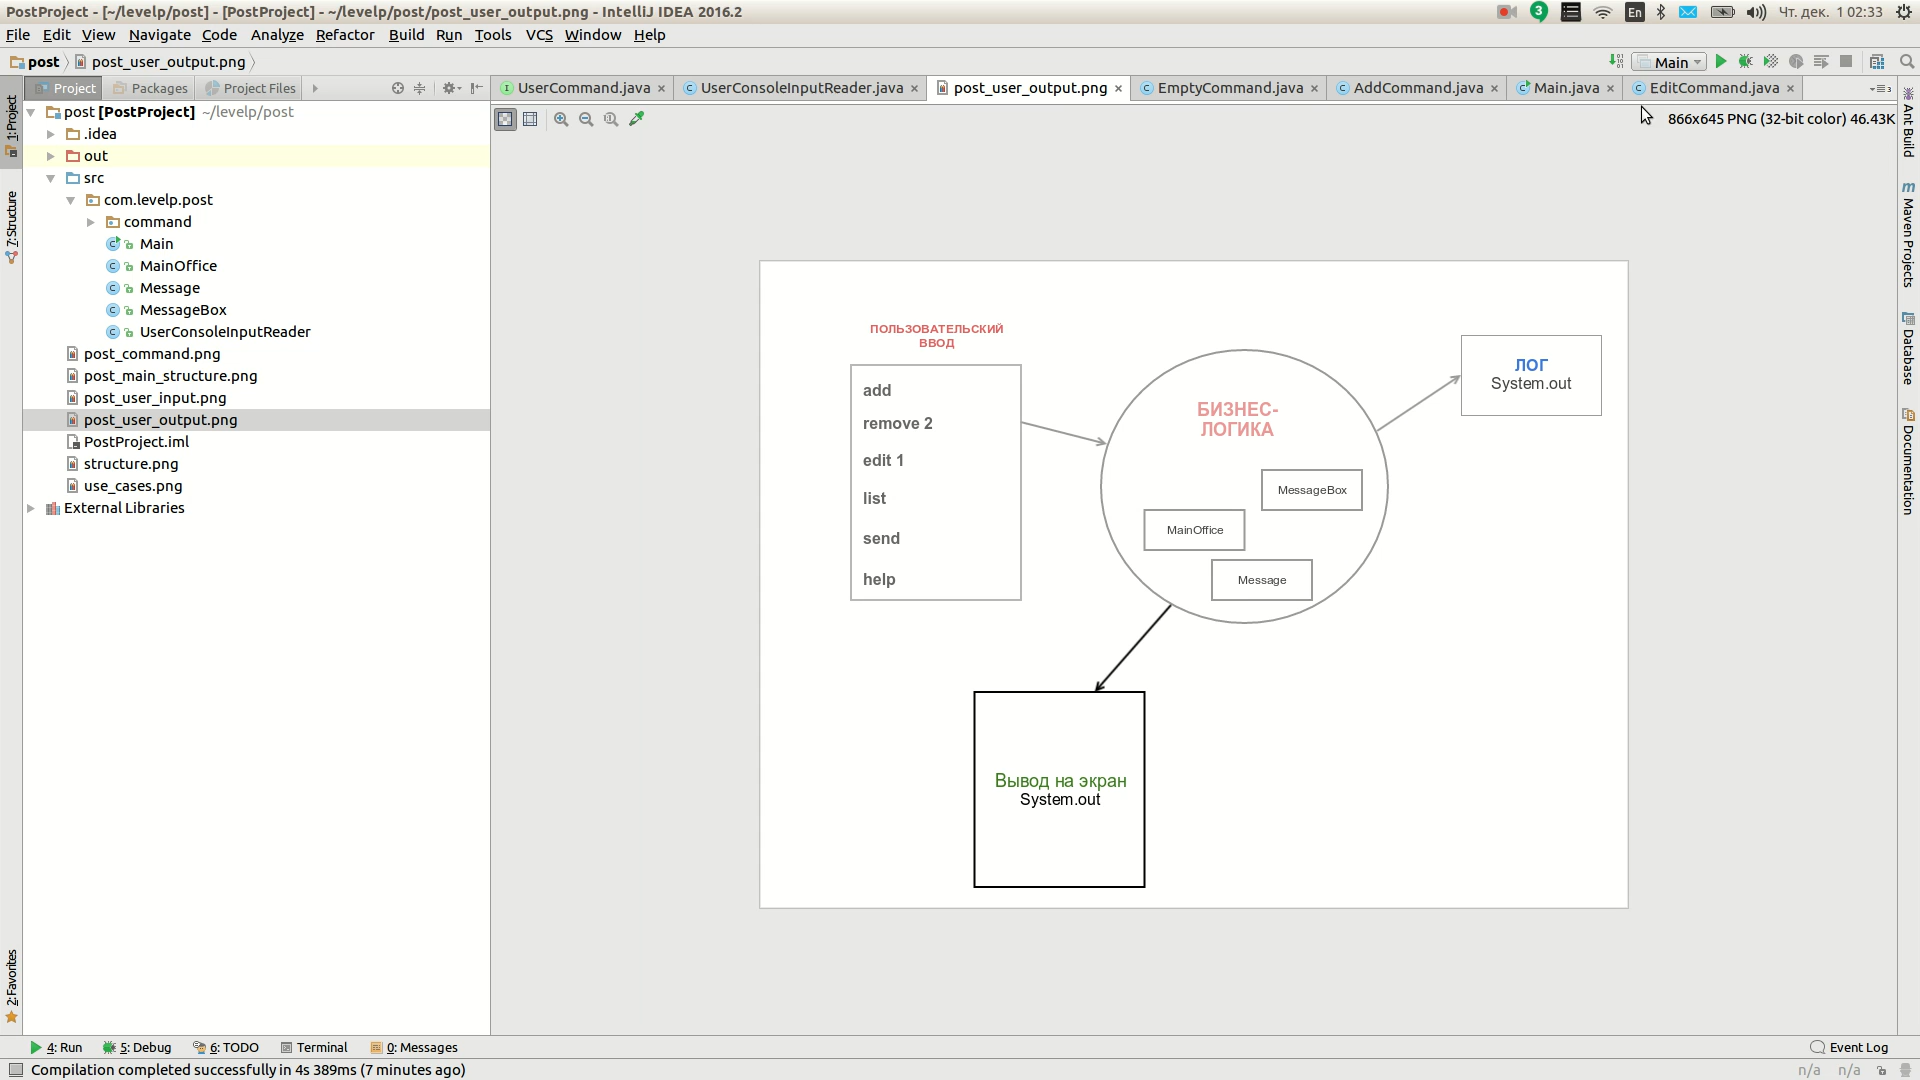 PostProject - [~/levelp/post] - [PostProject] - ~/levelp/post/post_user_output.png - IntelliJ IDEA 2016.2
3
En
Чт. дек. 1 02:33
File Edit View Navigate Code Analyze Refactor Build Run Tools VCS Window Help
post post_user_output.png
Main
Project Packages Project Files
UserCommand.java UserConsoleInputReader.java post_user_output.png EmptyCommand.java AddCommand.java Main.java EditCommand.java
866x645 PNG (32-bit color) 46.43K
1: Project
7: Structure
2: Favorites
post [PostProject] ~/levelp/post
.idea
out
src
com.levelp.post
command
Main
MainOffice
Message
MessageBox
UserConsoleInputReader
post_command.png
post_main_structure.png
post_user_input.png
post_user_output.png
PostProject.iml
structure.png
use_cases.png
External Libraries
ПОЛЬЗОВАТЕЛЬСКИЙ
ВВОД
add
remove 2
edit 1
list
send
help
БИЗНЕС-
ЛОГИКА
MessageBox
MainOffice
Message
ЛОГ
System.out
Вывод на экран
System.out
Ant Build
Maven Projects
Database
Documentation
4: Run 5: Debug 6: TODO Terminal 0: Messages
Event Log
Compilation completed successfully in 4s 389ms (7 minutes ago)
n/a n/a